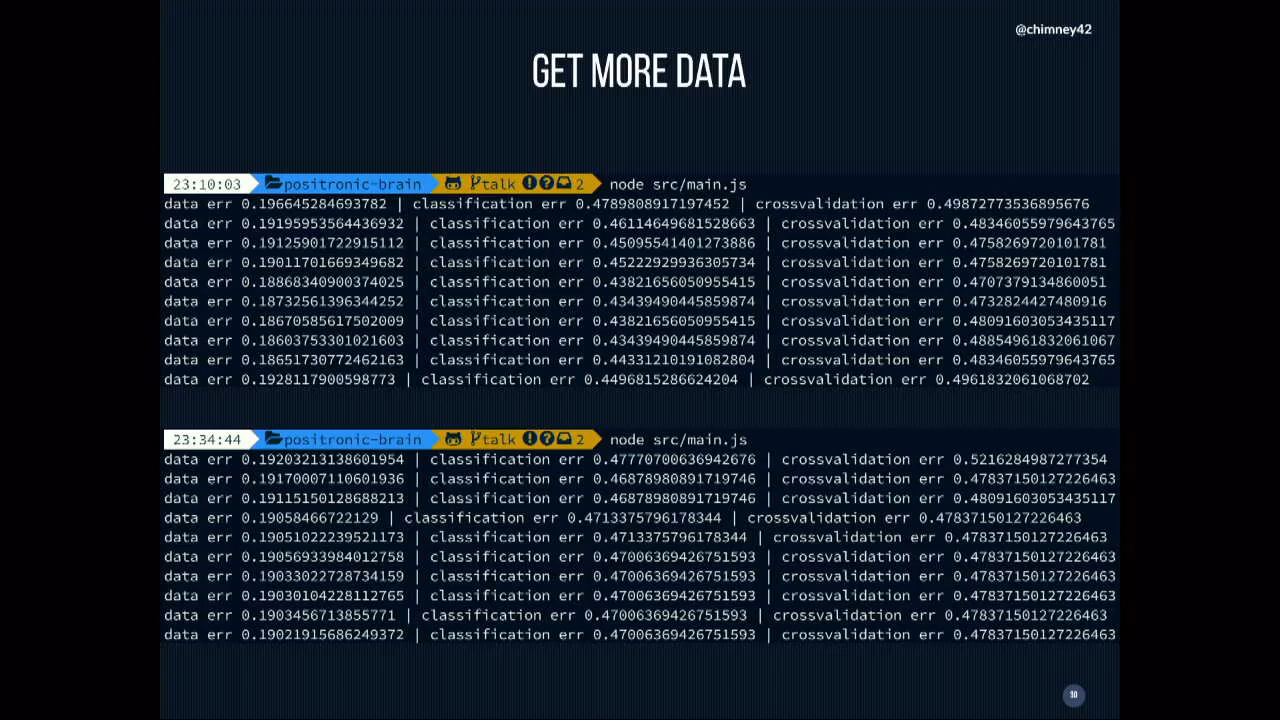 @chimney42
GET MORE DATA
23:10:03 positronic-brain talk 2 node src/main.js
data err 0.196645284693782 | classification err 0.4789808917197452 | crossvalidation err 0.49872773536895676
data err 0.19195953564436932 | classification err 0.46114649681528663 | crossvalidation err 0.48346055979643765
data err 0.19125901722915112 | classification err 0.45095541401273886 | crossvalidation err 0.4758269720101781
data err 0.19011701669349682 | classification err 0.45222929936305734 | crossvalidation err 0.4758269720101781
data err 0.18868340900374025 | classification err 0.43821656050955415 | crossvalidation err 0.4707379134860051
data err 0.18732561396344252 | classification err 0.43439490445859874 | crossvalidation err 0.4732824427480916
data err 0.18670585617502009 | classification err 0.43821656050955415 | crossvalidation err 0.48091603053435117
data err 0.18603753301021603 | classification err 0.43439490445859874 | crossvalidation err 0.48854961832061067
data err 0.18651730772462163 | classification err 0.44331210191082804 | crossvalidation err 0.48346055979643765
data err 0.1928117900598773 | classification err 0.4496815286624204 | crossvalidation err 0.4961832061068702
23:34:44 positronic-brain talk 2 node src/main.js
data err 0.19203213138601954 | classification err 0.47770700636942676 | crossvalidation err 0.5216284987277354
data err 0.19170007110601936 | classification err 0.46878980891719746 | crossvalidation err 0.47837150127226463
data err 0.19115150128688213 | classification err 0.46878980891719746 | crossvalidation err 0.48091603053435117
data err 0.19058466722129 | classification err 0.4713375796178344 | crossvalidation err 0.47837150127226463
data err 0.19051022239521173 | classification err 0.4713375796178344 | crossvalidation err 0.47837150127226463
data err 0.19056933984012758 | classification err 0.47006369426751593 | crossvalidation err 0.47837150127226463
data err 0.19033022728734159 | classification err 0.47006369426751593 | crossvalidation err 0.47837150127226463
data err 0.19030104228112765 | classification err 0.47006369426751593 | crossvalidation err 0.47837150127226463
data err 0.1903456713855771 | classification err 0.47006369426751593 | crossvalidation err 0.47837150127226463
data err 0.19021915686249372 | classification err 0.47006369426751593 | crossvalidation err 0.47837150127226463
30